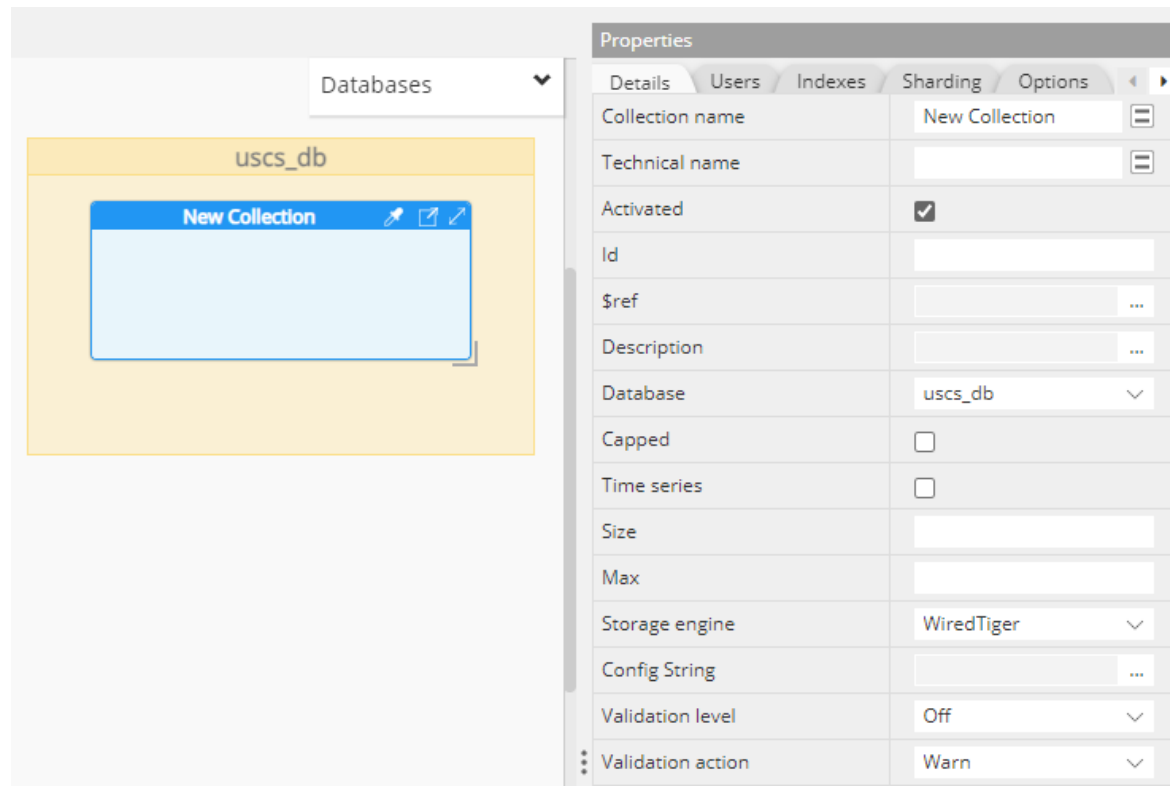 Databases
uscs_db
New Collection
Properties
Details Users Indexes Sharding Options
Collection name New Collection
Technical name
Activated
Id
$ref ...
Description ...
Database uscs_db
Capped
Time series
Size
Max
Storage engine WiredTiger
Config String ...
Validation level Off
Validation action Warn